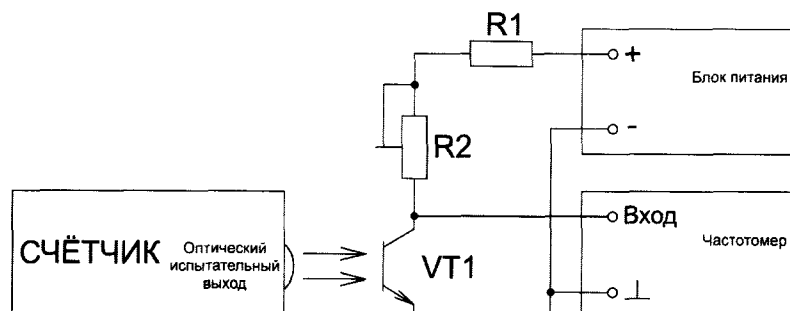 R1
+
Блок питания
-
R2
СЧЁТЧИК
Оптический
испытательный
выход
VT1
Вход
Частотомер
⊥